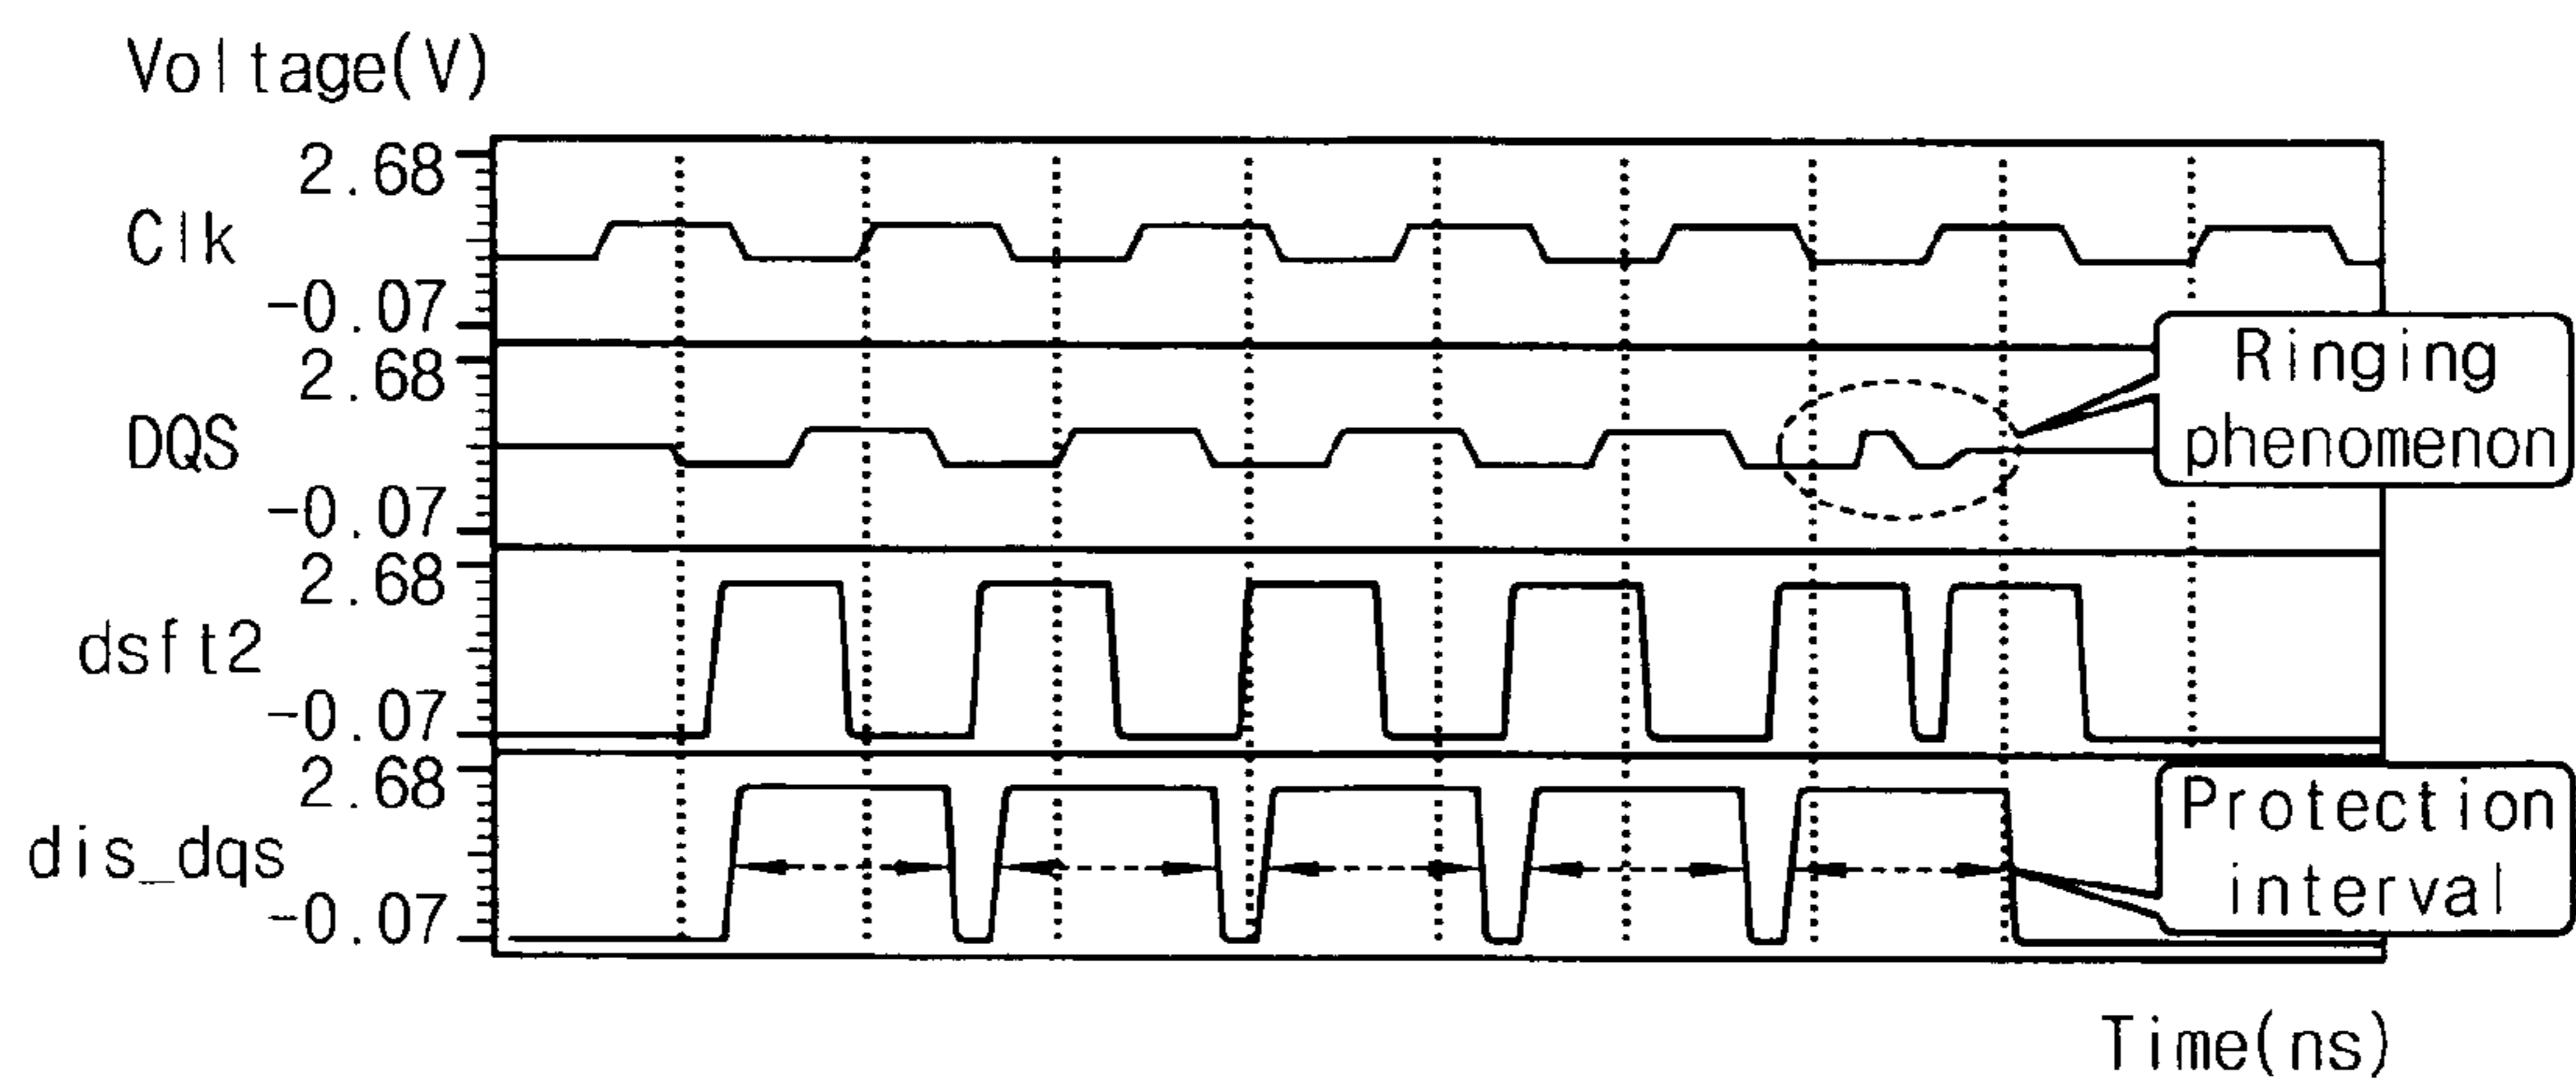 Voltage(V)
2.68
Clk
-0.07
2.68
DQS
-0.07
Ringing
phenomenon
2.68
dsft2
-0.07
2.68
dis_dqs
-0.07
Protection
interval
Time(ns)